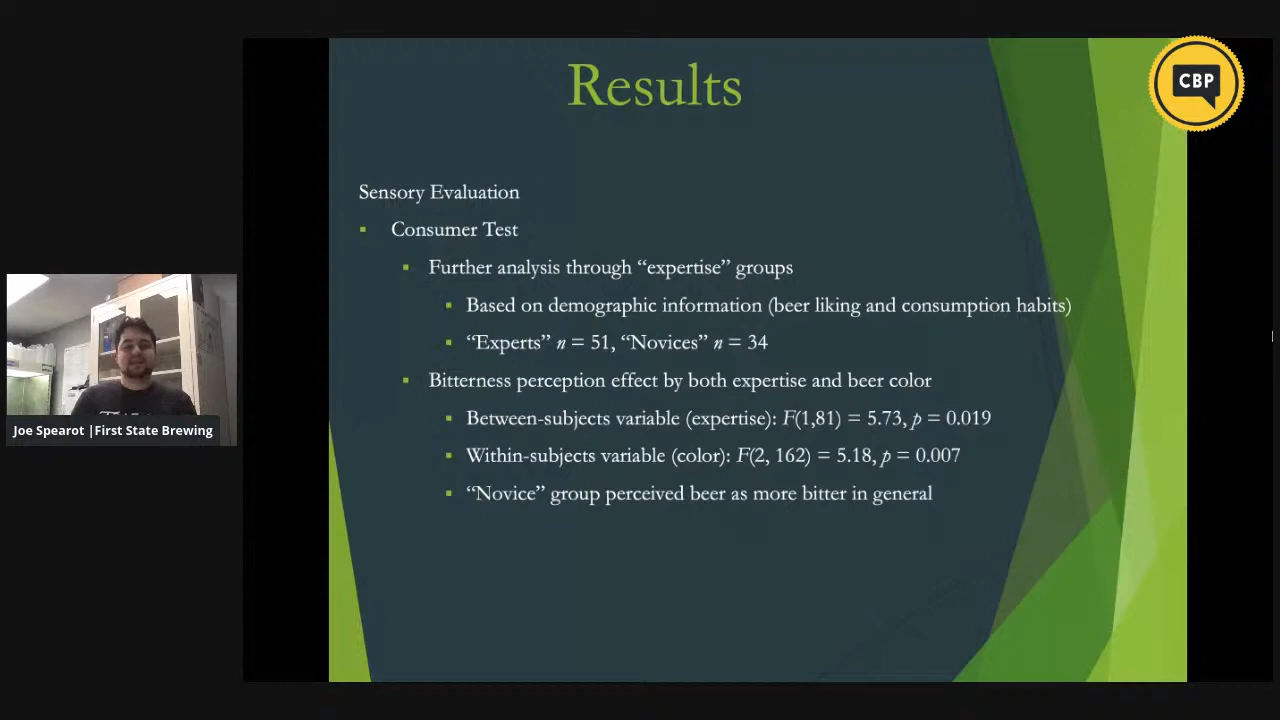 Results
CBP
Sensory Evaluation
Consumer Test
Further analysis through “expertise” groups
Based on demographic information (beer liking and consumption habits)
“Experts” n = 51, “Novices” n = 34
Bitterness perception effect by both expertise and beer color
Between-subjects variable (expertise): F(1,81) = 5.73, p = 0.019
Within-subjects variable (color): F(2, 162) = 5.18, p = 0.007
“Novice” group perceived beer as more bitter in general
Joe Spearot |First State Brewing